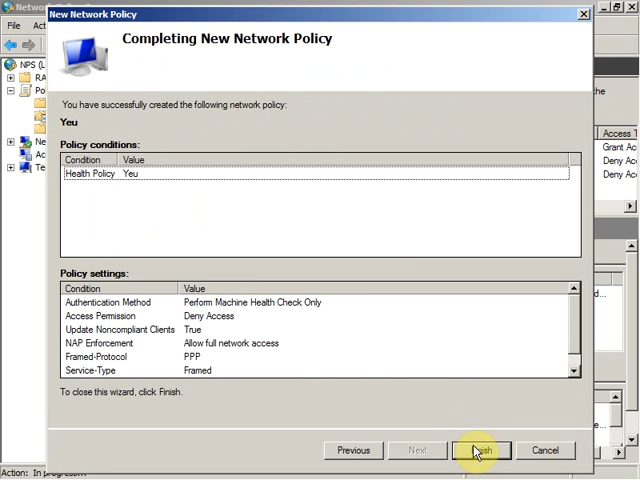 New Network Policy
File
Completing New Network Policy
NPS (L
You have successfully created the following network policy:
Yeu
Policy conditions:
Condition Value
Health Policy Yeu
Access T
Grant Ac
Deny Ac
Deny Ac
Policy settings:
Condition Value
Authentication Method Perform Machine Health Check Only
Access Permission Deny Access
Update Noncompliant Clients True
NAP Enforcement Allow full network access
Framed-Protocol PPP
Service-Type Framed
To close this wizard, click Finish.
Previous Next Finish Cancel
Action: In